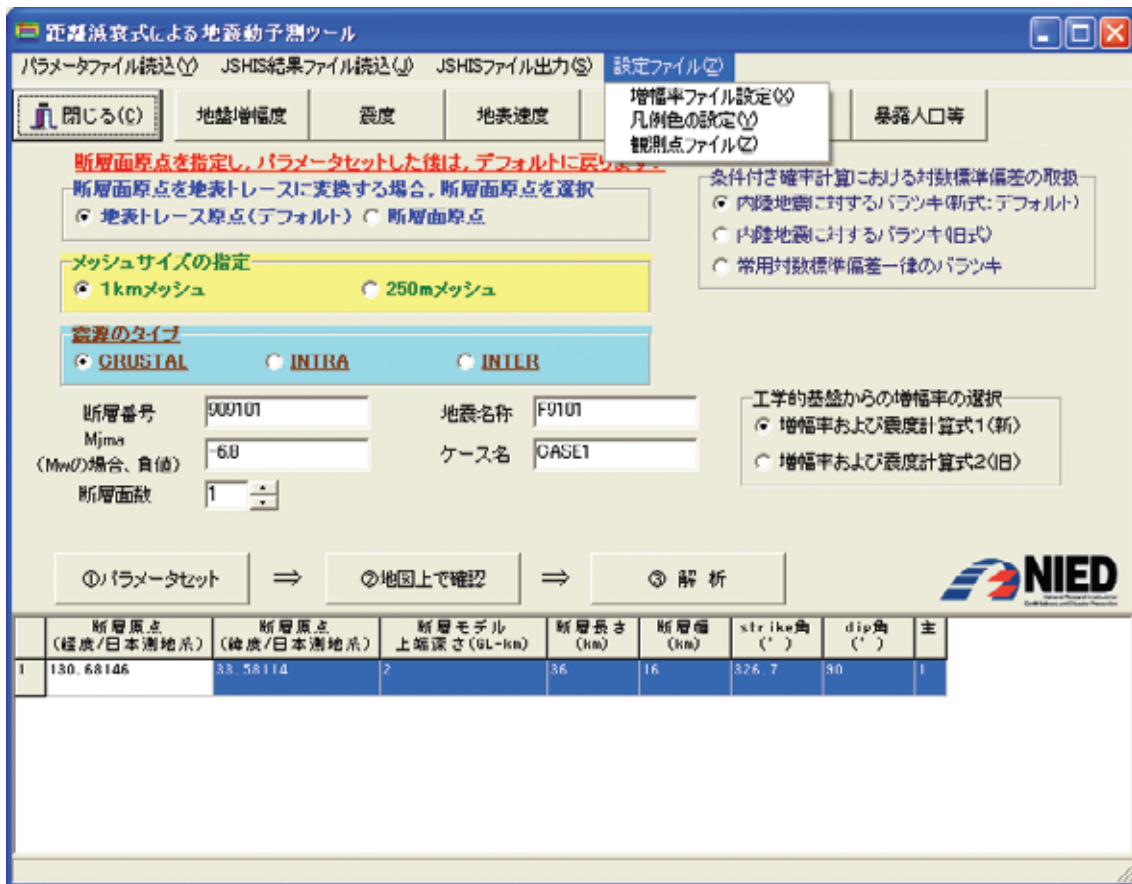 距離減衰式による地震動予測ツール
パラメータファイル読込(Y) JSHIS結果ファイル読込(J) JSHISファイル出力(S) 設定ファイル(Z)
増幅率ファイル設定(X)
凡例色の設定(Y)
観測点ファイル(Z)
閉じる(C) 地盤増幅度 震度 地表速度 暴露人口等
断層面原点を指定し，パラメータセットした後は，デフォルトに戻ります．
断層面原点を地表トレースに変換する場合，断層面原点を選択
地表トレース原点(デフォルト) 断層面原点
条件付き確率計算における対数標準偏差の取扱
内陸地震に対するバラツキ(新式：デフォルト)
内陸地震に対するバラツキ(旧式)
常用対数標準偏差一律のバラツキ
メッシュサイズの指定
1kmメッシュ 250mメッシュ
震源のタイプ
CRUSTAL INTRA INTER
断層番号 909101 地震名称 F9101
Mjma
(Mwの場合、負値) -6.8 ケース名 CASE1
断層面数 1
工学的基盤からの増幅率の選択
増幅率および震度計算式1(新)
増幅率および震度計算式2(旧)
①パラメータセット ⇒ ②地図上で確認 ⇒ ③ 解 析
NIED
断層原点 断層原点 断層モデル 断層長さ 断層幅 strike角 dip角 主
(経度/日本測地系) (緯度/日本測地系) 上端深さ(GL-km) (km) (km) (°) (°)
1 130.68146 33.58114 2 36 16 326.7 90 1